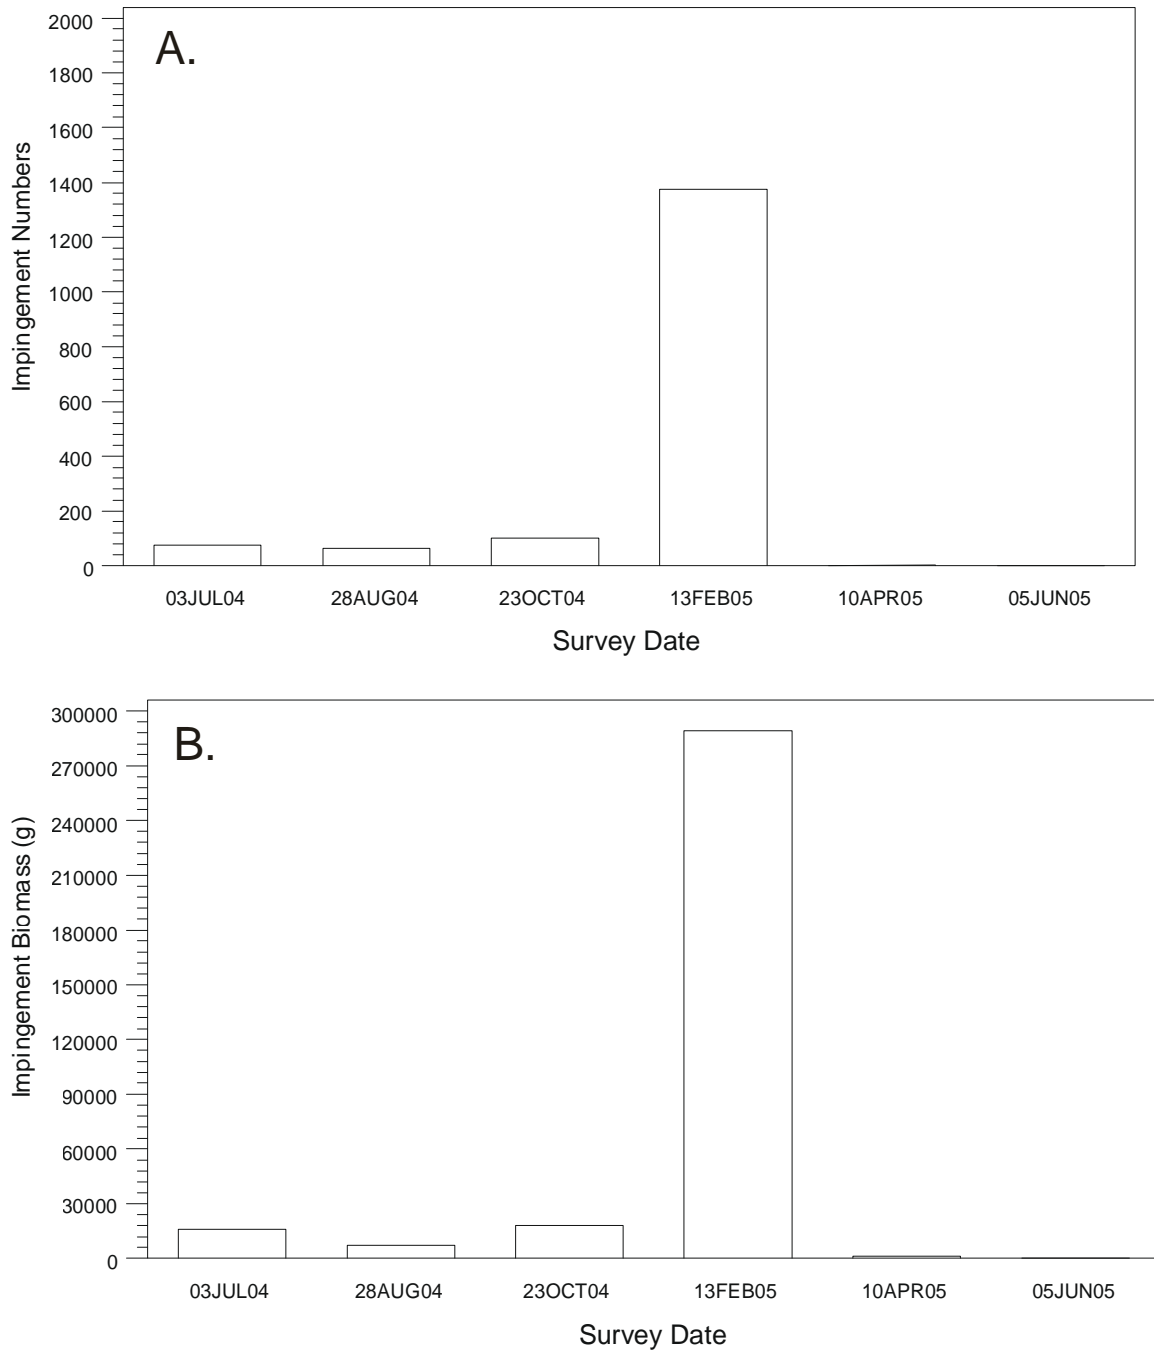 A.
2000
1800
1600
1400
1200
1000
800
600
400
200
0
Impingement Numbers
03JUL04 28AUG04 23OCT04 13FEB05 10APR05 05JUN05
Survey Date
B.
300000
270000
240000
210000
180000
150000
120000
90000
60000
30000
0
Impingement Biomass (g)
03JUL04 28AUG04 23OCT04 13FEB05 10APR05 05JUN05
Survey Date